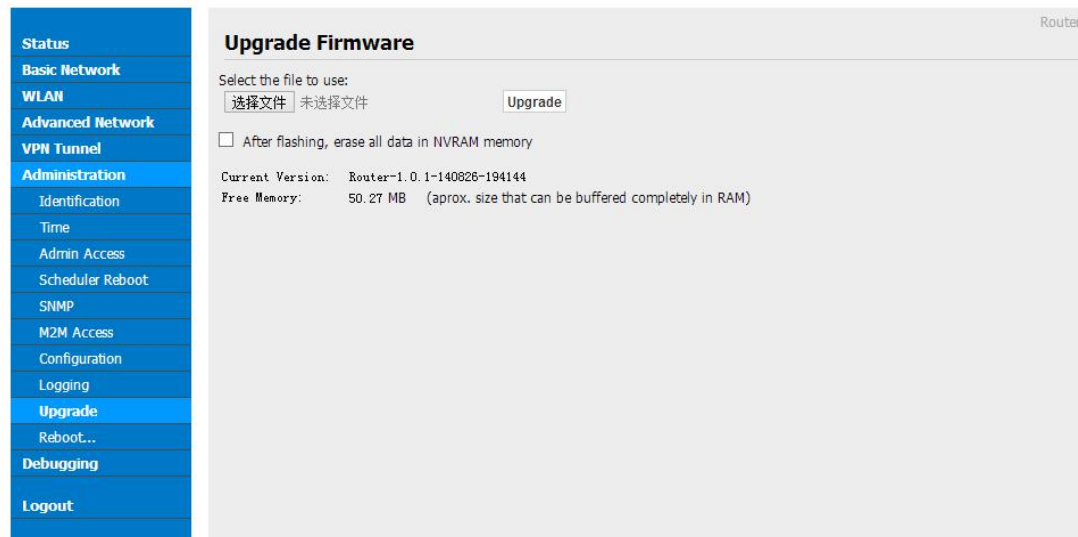 Router
Status
Basic Network
WLAN
Advanced Network
VPN Tunnel
Administration
Identification
Time
Admin Access
Scheduler Reboot
SNMP
M2M Access
Configuration
Logging
Upgrade
Reboot...
Debugging
Logout
Upgrade Firmware
Select the file to use:
选择文件 未选择文件 Upgrade
After flashing, erase all data in NVRAM memory
Current Version: Router-1.0.1-140826-194144
Free Memory: 50.27 MB (aprox. size that can be buffered completely in RAM)